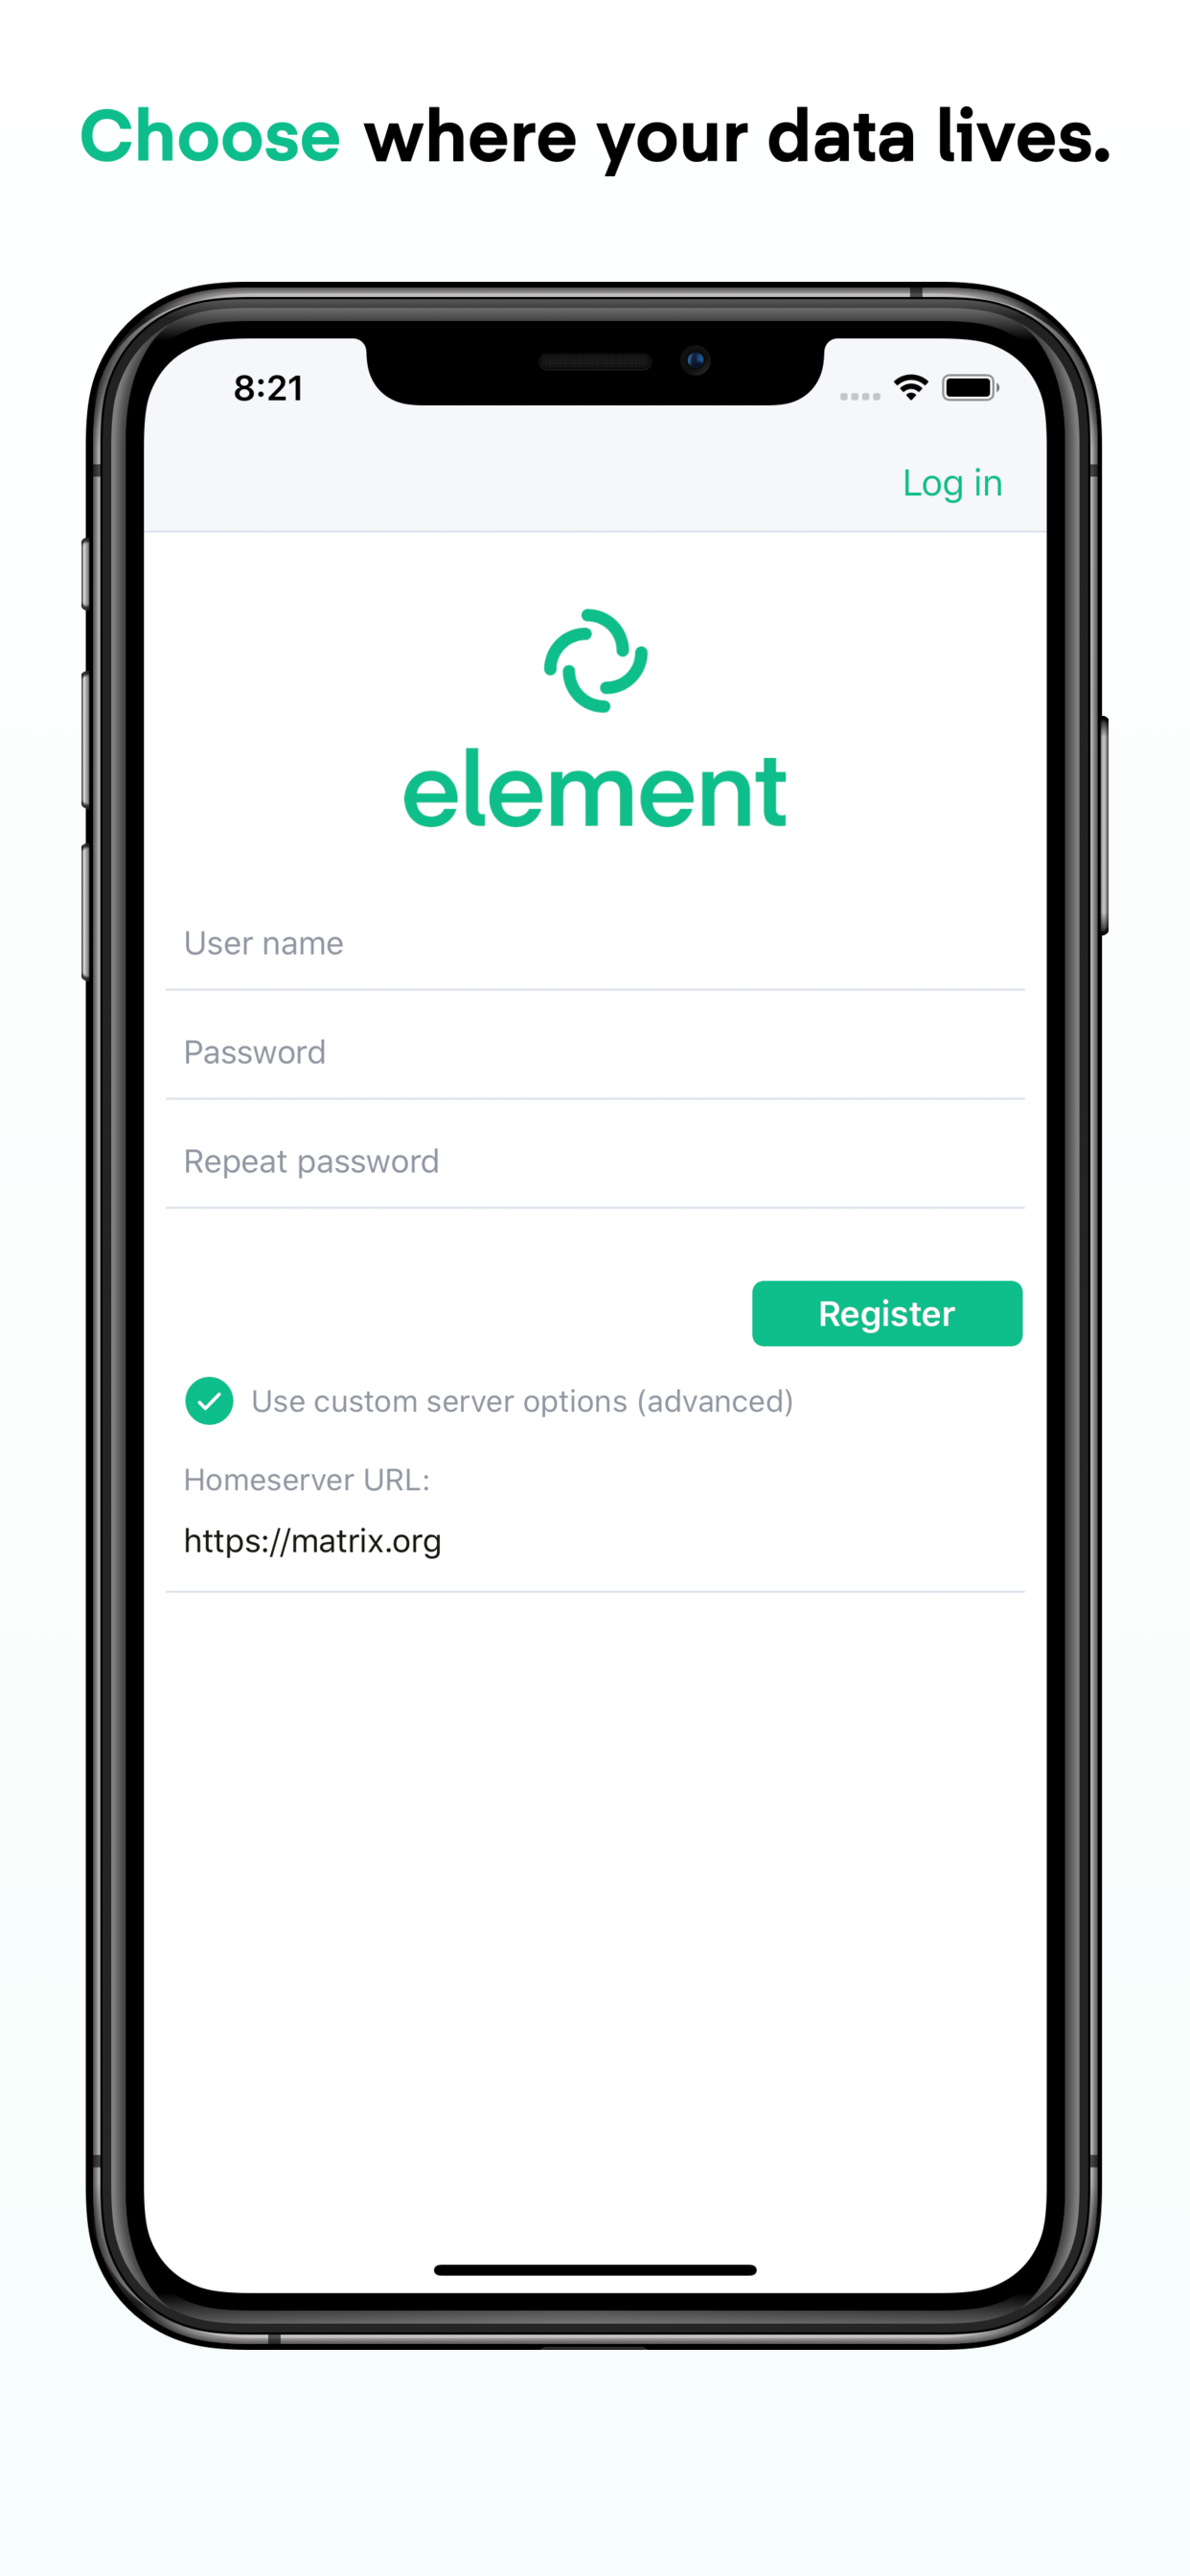 Choose where your data lives.
8:21
Log in
element
User name
Password
Repeat password
Register
Use custom server options (advanced)
Homeserver URL:
https://matrix.org